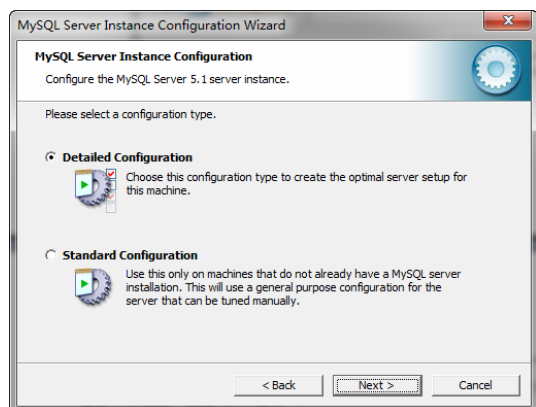 MySQL Server Instance Configuration Wizard
MySQL Server Instance Configuration
Configure the MySQL Server 5.1 server instance.
Please select a configuration type.
Detailed Configuration
Choose this configuration type to create the optimal server setup for
this machine.
Standard Configuration
Use this only on machines that do not already have a MySQL server
installation. This will use a general purpose configuration for the
server that can be tuned manually.
< Back
Next >
Cancel